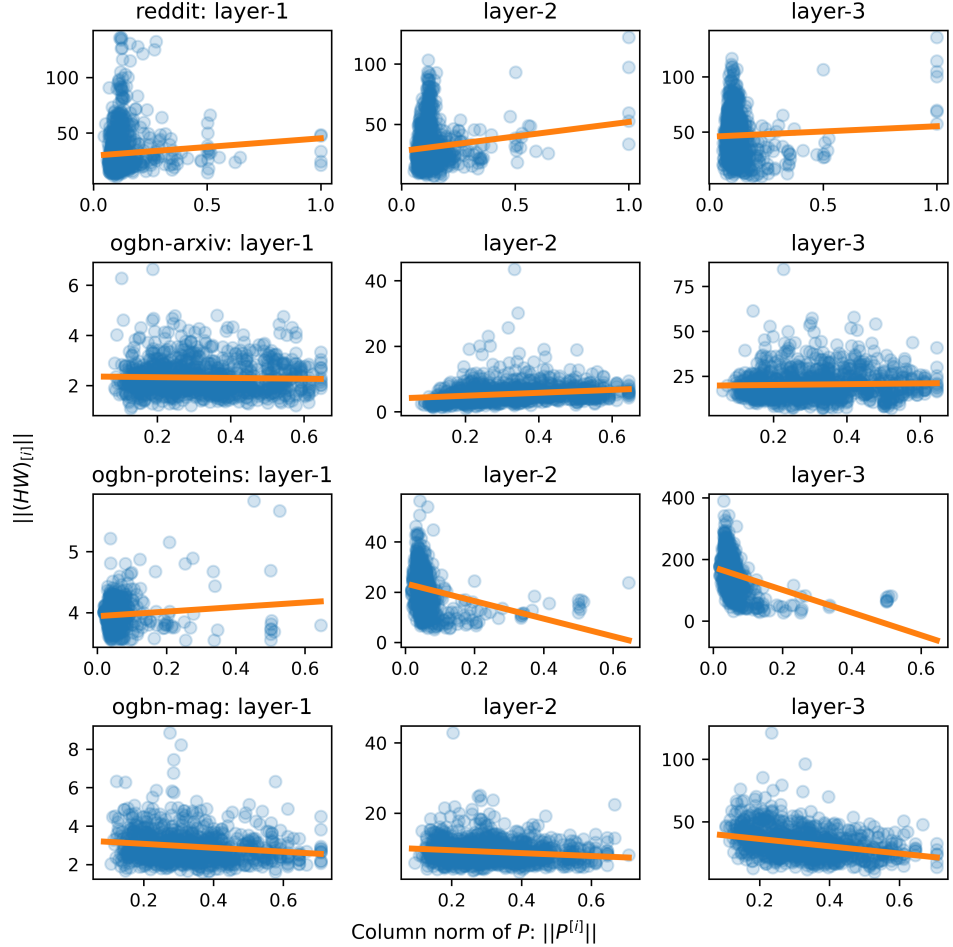 reddit: layer-1 layer-2 layer-3
100
50
0.0 0.5 1.0
100
50
0.0 0.5 1.0
100
50
0.0 0.5 1.0
ogbn-arxiv: layer-1 layer-2 layer-3
6
4
2
0.2 0.4 0.6
40
20
0
0.2 0.4 0.6
75
50
25
0.2 0.4 0.6
||(HW)[i]||
ogbn-proteins: layer-1 layer-2 layer-3
5
4
0.0 0.2 0.4 0.6
40
20
0
0.0 0.2 0.4 0.6
400
200
0
0.0 0.2 0.4 0.6
ogbn-mag: layer-1 layer-2 layer-3
8
6
4
2
0.2 0.4 0.6
40
20
0.2 0.4 0.6
100
50
0.2 0.4 0.6
Column norm of P: ||P[i]||